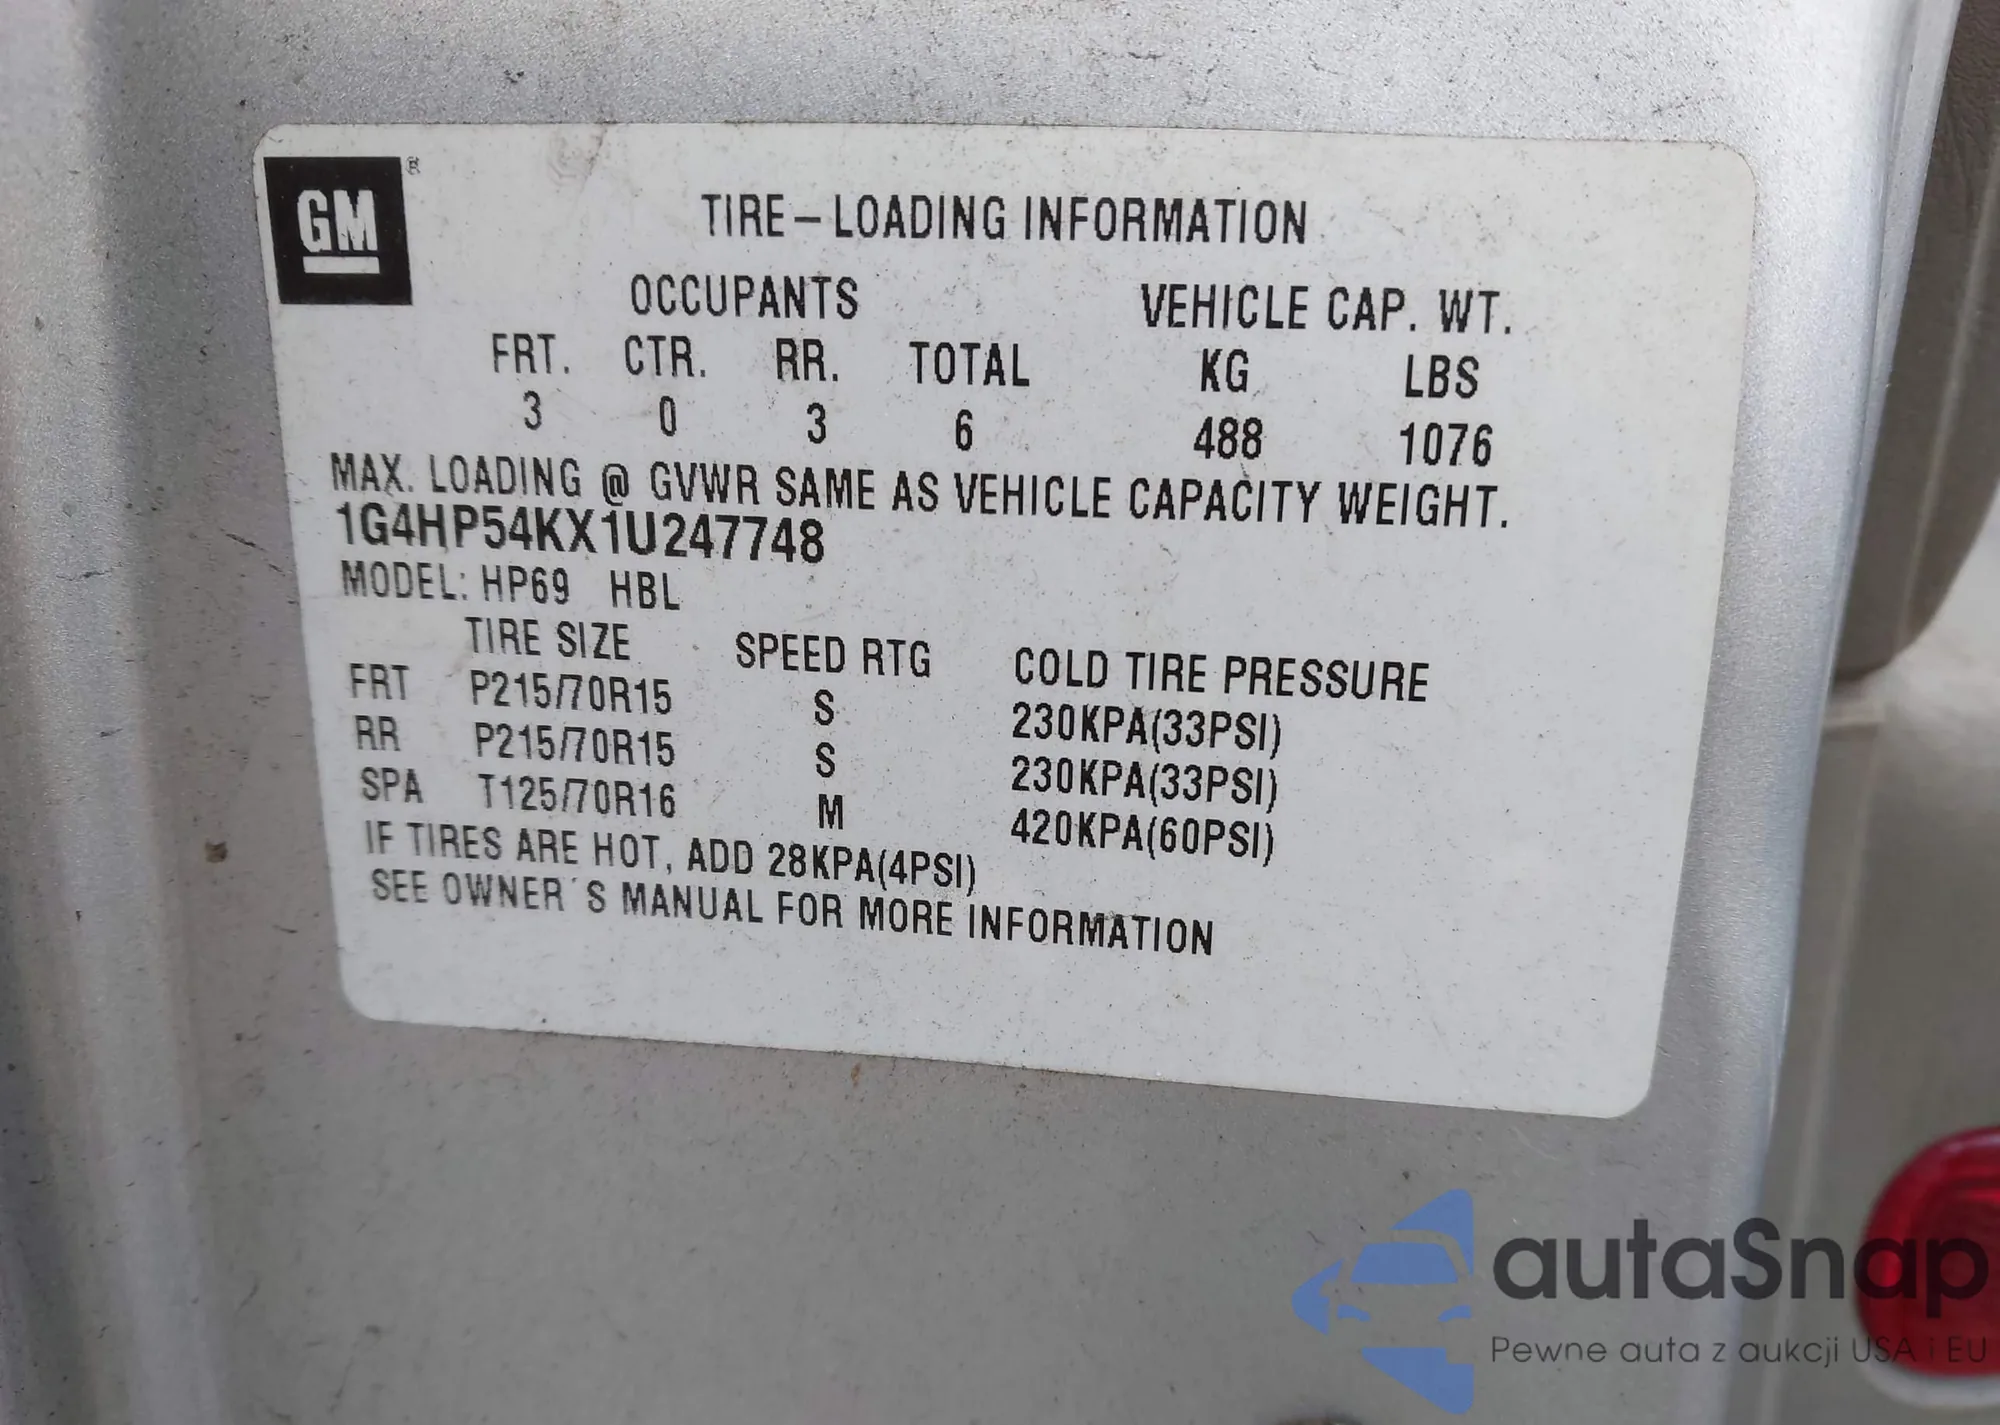 GM ®
TIRE – LOADING INFORMATION
OCCUPANTS VEHICLE CAP. WT.
FRT. CTR. RR. TOTAL KG LBS
3 0 3 6 488 1076
MAX. LOADING @ GVWR SAME AS VEHICLE CAPACITY WEIGHT.
1G4HP54KX1U247748
MODEL: HP69 HBL
TIRE SIZE SPEED RTG COLD TIRE PRESSURE
FRT P215/70R15 S 230KPA(33PSI)
RR P215/70R15 S 230KPA(33PSI)
SPA T125/70R16 M 420KPA(60PSI)
IF TIRES ARE HOT, ADD 28KPA(4PSI)
SEE OWNER´S MANUAL FOR MORE INFORMATION
autaSnap
Pewne auta z aukcji USA i EU